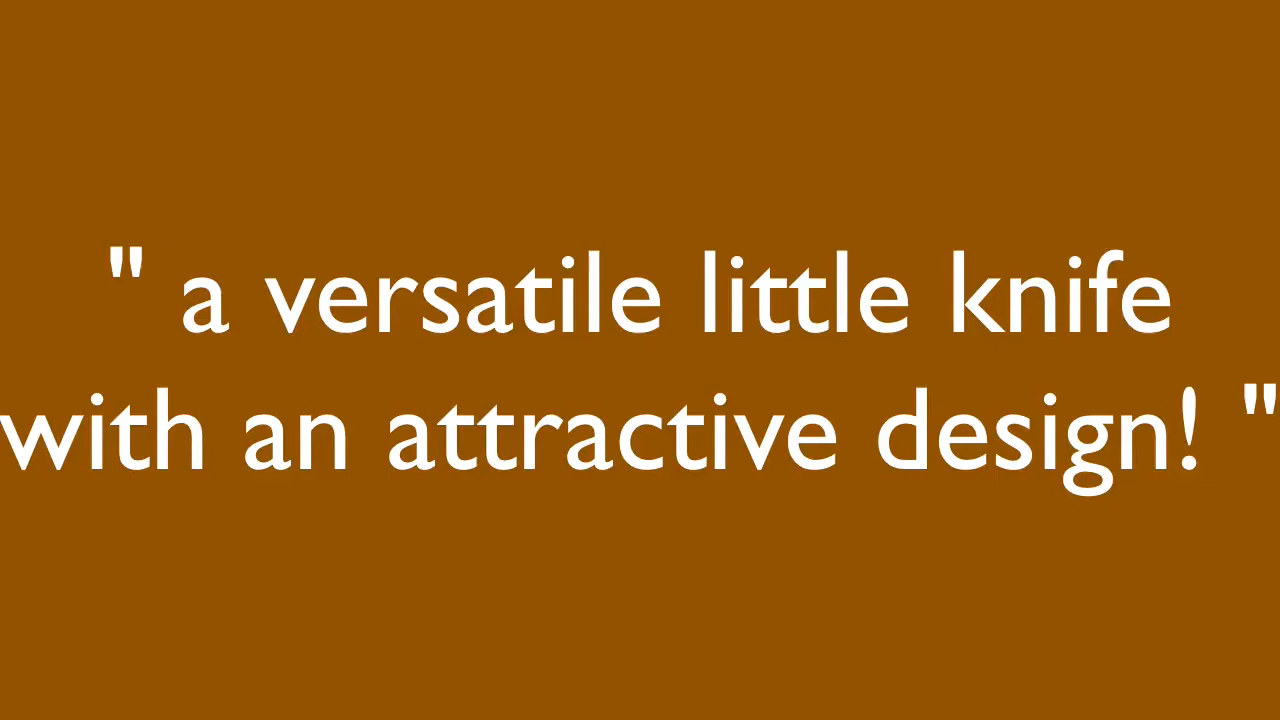 " a versatile little knife
with an attractive design! "